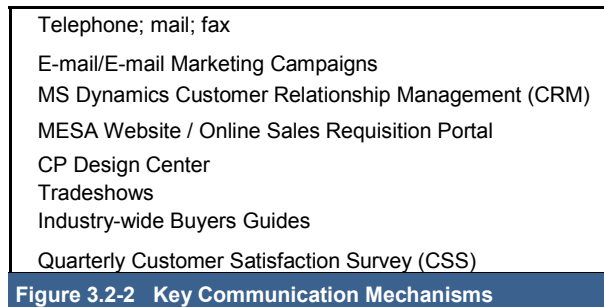 Telephone; mail; fax
E-mail/E-mail Marketing Campaigns
MS Dynamics Customer Relationship Management (CRM)
MESA Website / Online Sales Requisition Portal
CP Design Center
Tradeshows
Industry-wide Buyers Guides
Quarterly Customer Satisfaction Survey (CSS)
Figure 3.2-2 Key Communication Mechanisms